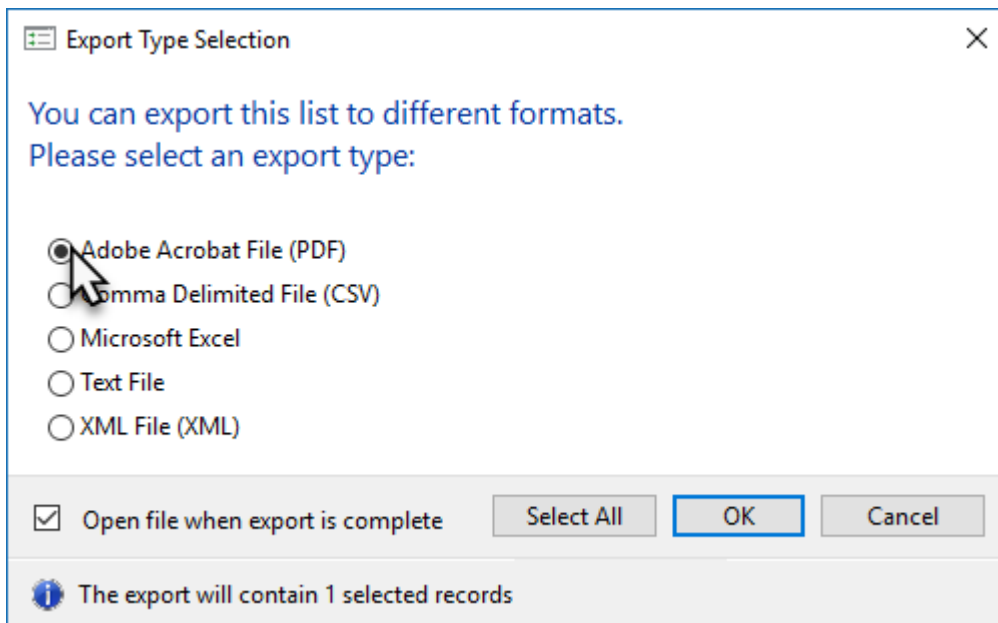 Export Type Selection
You can export this list to different formats.
Please select an export type:
Adobe Acrobat File (PDF)
Comma Delimited File (CSV)
Microsoft Excel
Text File
XML File (XML)
Open file when export is complete
Select All
OK
Cancel
The export will contain 1 selected records